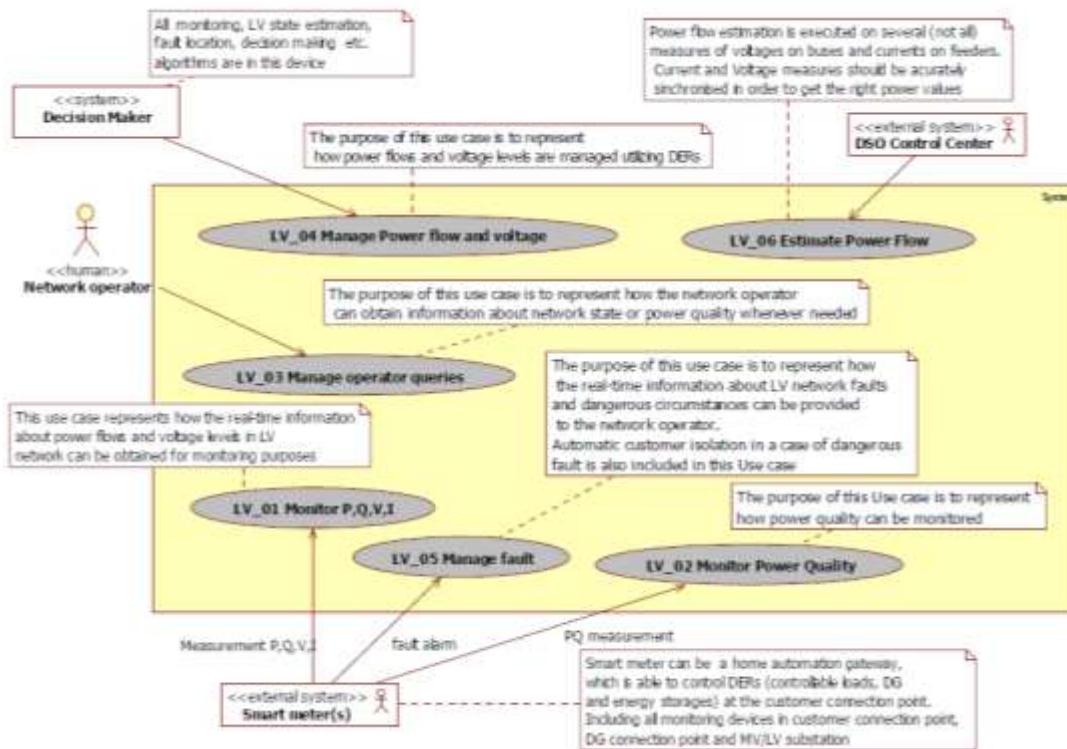 All monitoring, LV state estimation,
fault location, decision making etc.
algorithms are in this device
Power flow estimation is executed on several (not all)
measures of voltages on buses and currents on feeders.
Current and Voltage measures should be acurately
sinchronised in order to get the right power values
<<system>>
Decision Maker
The purpose of this use case is to represent
how power flows and voltage levels are managed utilizing DERs
<<external system>>
DSO Control Center
System
LV_04 Manage Power flow and voltage
LV_06 Estimate Power Flow
<<human>>
Network operator
The purpose of this use case is to represent how the network operator
can obtain information about network state or power quality whenever needed
LV_03 Manage operator queries
The purpose of this use case is to represent how
the real-time information about LV network faults
and dangerous circumstances can be provided
to the network operator.
Automatic customer isolation in a case of dangerous
fault is also included in this Use case
This use case represents how the real-time information
about power flows and voltage levels in LV
network can be obtained for monitoring purposes
The purpose of this Use case is to represent
how power quality can be monitored
LV_01 Monitor P,Q,V,I
LV_05 Manage fault
LV_02 Monitor Power Quality
Measurement P,Q,V,I
fault alarm
PQ measurement
<<external system>>
Smart meter(s)
Smart meter can be a home automation gateway,
which is able to control DERs (controllable loads, DG
and energy storages) at the customer connection point.
Including all monitoring devices in customer connection point,
DG connection point and MV/LV substation